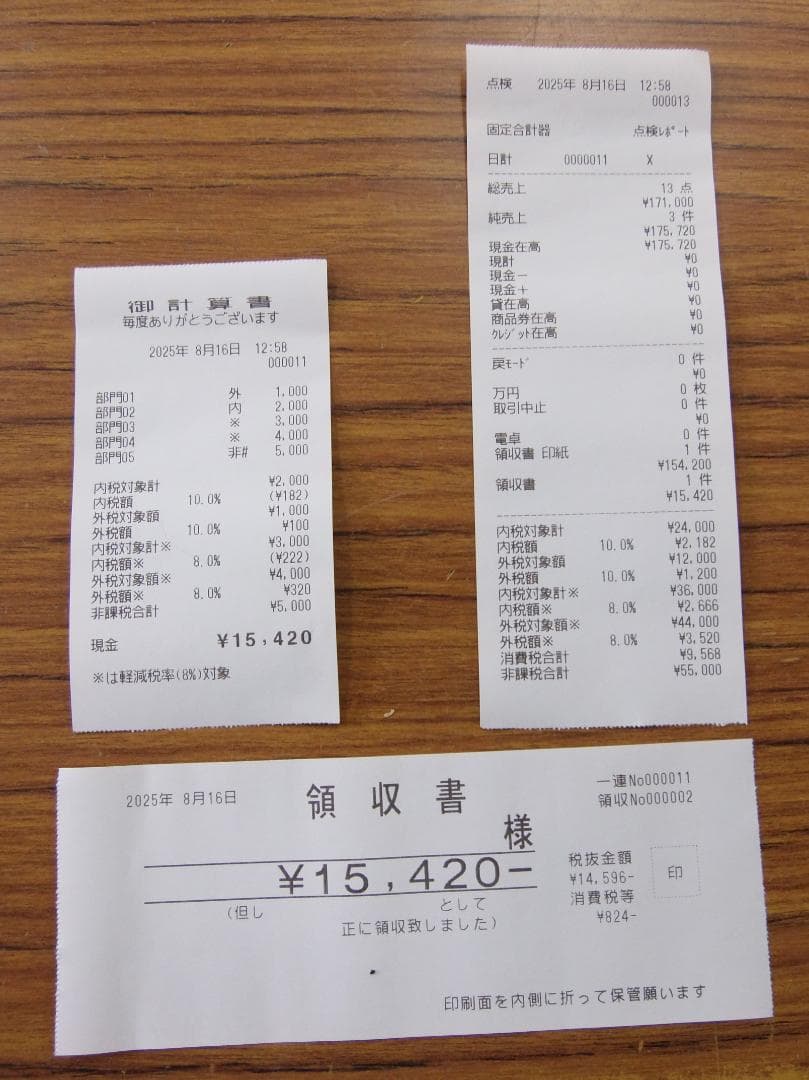 御計算書
毎度ありがとうございます
2025年 8月16日 12:58
000011
部門01 外 1,000
部門02 内 2,000
部門03 ※ 3,000
部門04 ※ 4,000
部門05 非# 5,000
内税対象計 ¥2,000
内税額 10.0% (¥182)
外税対象額 ¥1,000
外税額 10.0% ¥100
内税対象計※ ¥3,000
内税額※ 8.0% (¥222)
外税対象額※ ¥4,000
外税額※ 8.0% ¥320
非課税合計 ¥5,000
現金 ¥15,420
※は軽減税率(8%)対象
点検 2025年 8月16日 12:58
000013
固定合計器 点検ﾚﾎﾟｰﾄ
日計 0000011 X
総売上 13 点
¥171,000
純売上 3 件
¥175,720
現金在高 ¥175,720
現計 ¥0
現金－ ¥0
現金＋ ¥0
貸在高 ¥0
商品券在高 ¥0
ｸﾚｼﾞｯﾄ在高 ¥0
戻ﾓｰﾄﾞ 0 件
¥0
万円 0 枚
取引中止 0 件
¥0
電卓 0 件
領収書 印紙 1 件
¥154,200
領収書 1 件
¥15,420
内税対象計 ¥24,000
内税額 10.0% ¥2,182
外税対象額 ¥12,000
外税額 10.0% ¥1,200
内税対象計※ ¥36,000
内税額※ 8.0% ¥2,666
外税対象額※ ¥44,000
外税額※ 8.0% ¥3,520
消費税合計 ¥9,568
非課税合計 ¥55,000
2025年 8月16日
領収書
一連No000011
領収No000002
様
¥15,420−
(但し として
正に領収致しました)
税抜金額
¥14,596-
消費税等
¥824-
印
印刷面を内側に折って保管願います